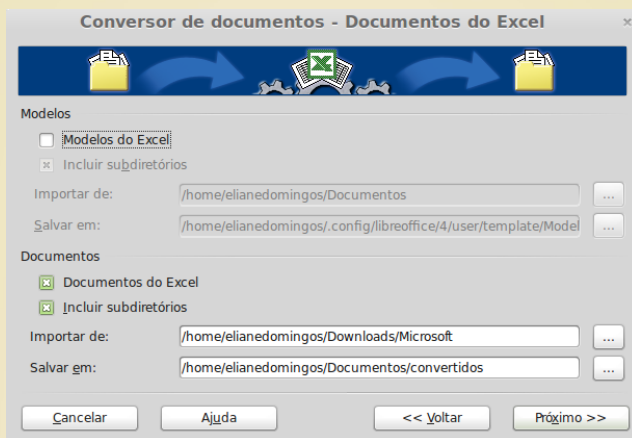 Conversor de documentos - Documentos do Excel
Modelos
Modelos do Excel
Incluir subdiretórios
Importar de: /home/elianedomingos/Documentos ...
Salvar em: /home/elianedomingos/.config/libreoffice/4/user/template/Model ...
Documentos
Documentos do Excel
Incluir subdiretórios
Importar de: /home/elianedomingos/Downloads/Microsoft ...
Salvar em: /home/elianedomingos/Documentos/convertidos ...
Cancelar Ajuda << Voltar Próximo >>